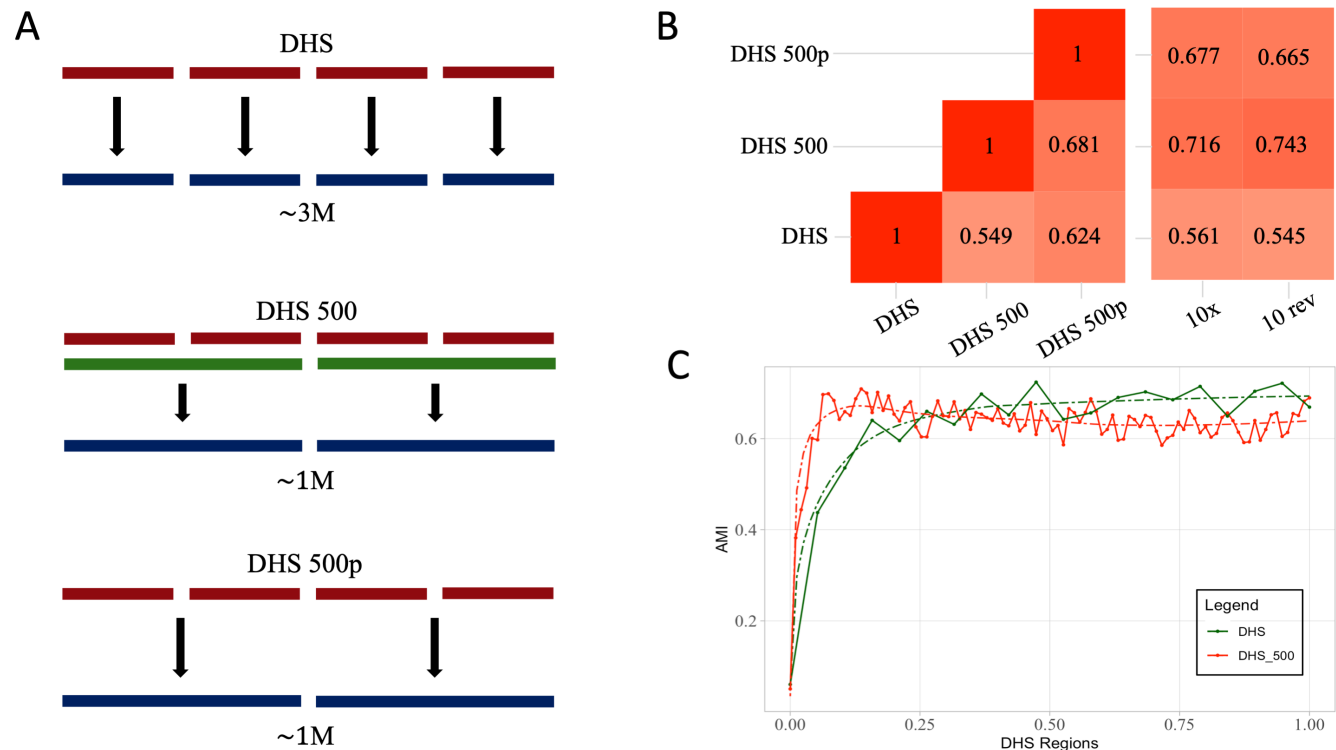 A
DHS
~3M
DHS 500
~1M
DHS 500p
~1M
B
DHS 500p
1
0.677
0.665
DHS 500
1
0.681
0.716
0.743
DHS
1
0.549
0.624
0.561
0.545
DHS
DHS 500
DHS 500p
10x
10 rev
C
AMI
0.6
0.4
0.2
Legend
DHS
DHS_500
0.00
0.25
0.50
0.75
1.00
DHS Regions